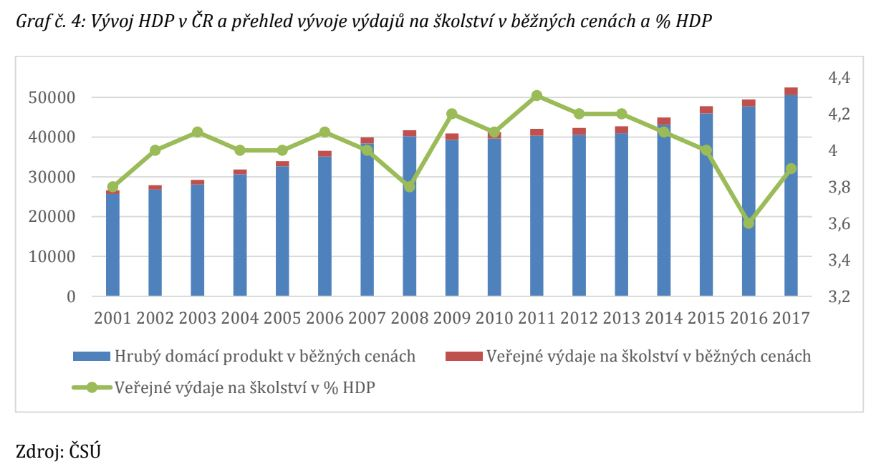 Graf č. 4: Vývoj HDP v ČR a přehled vývoje výdajů na školství v běžných cenách a % HDP
50000
40000
30000
20000
10000
0
4,4
4,2
4
3,8
3,6
3,4
3,2
2001 2002 2003 2004 2005 2006 2007 2008 2009 2010 2011 2012 2013 2014 2015 2016 2017
Hrubý domácí produkt v běžných cenách
Veřejné výdaje na školství v běžných cenách
Veřejné výdaje na školství v % HDP
Zdroj: ČSÚ